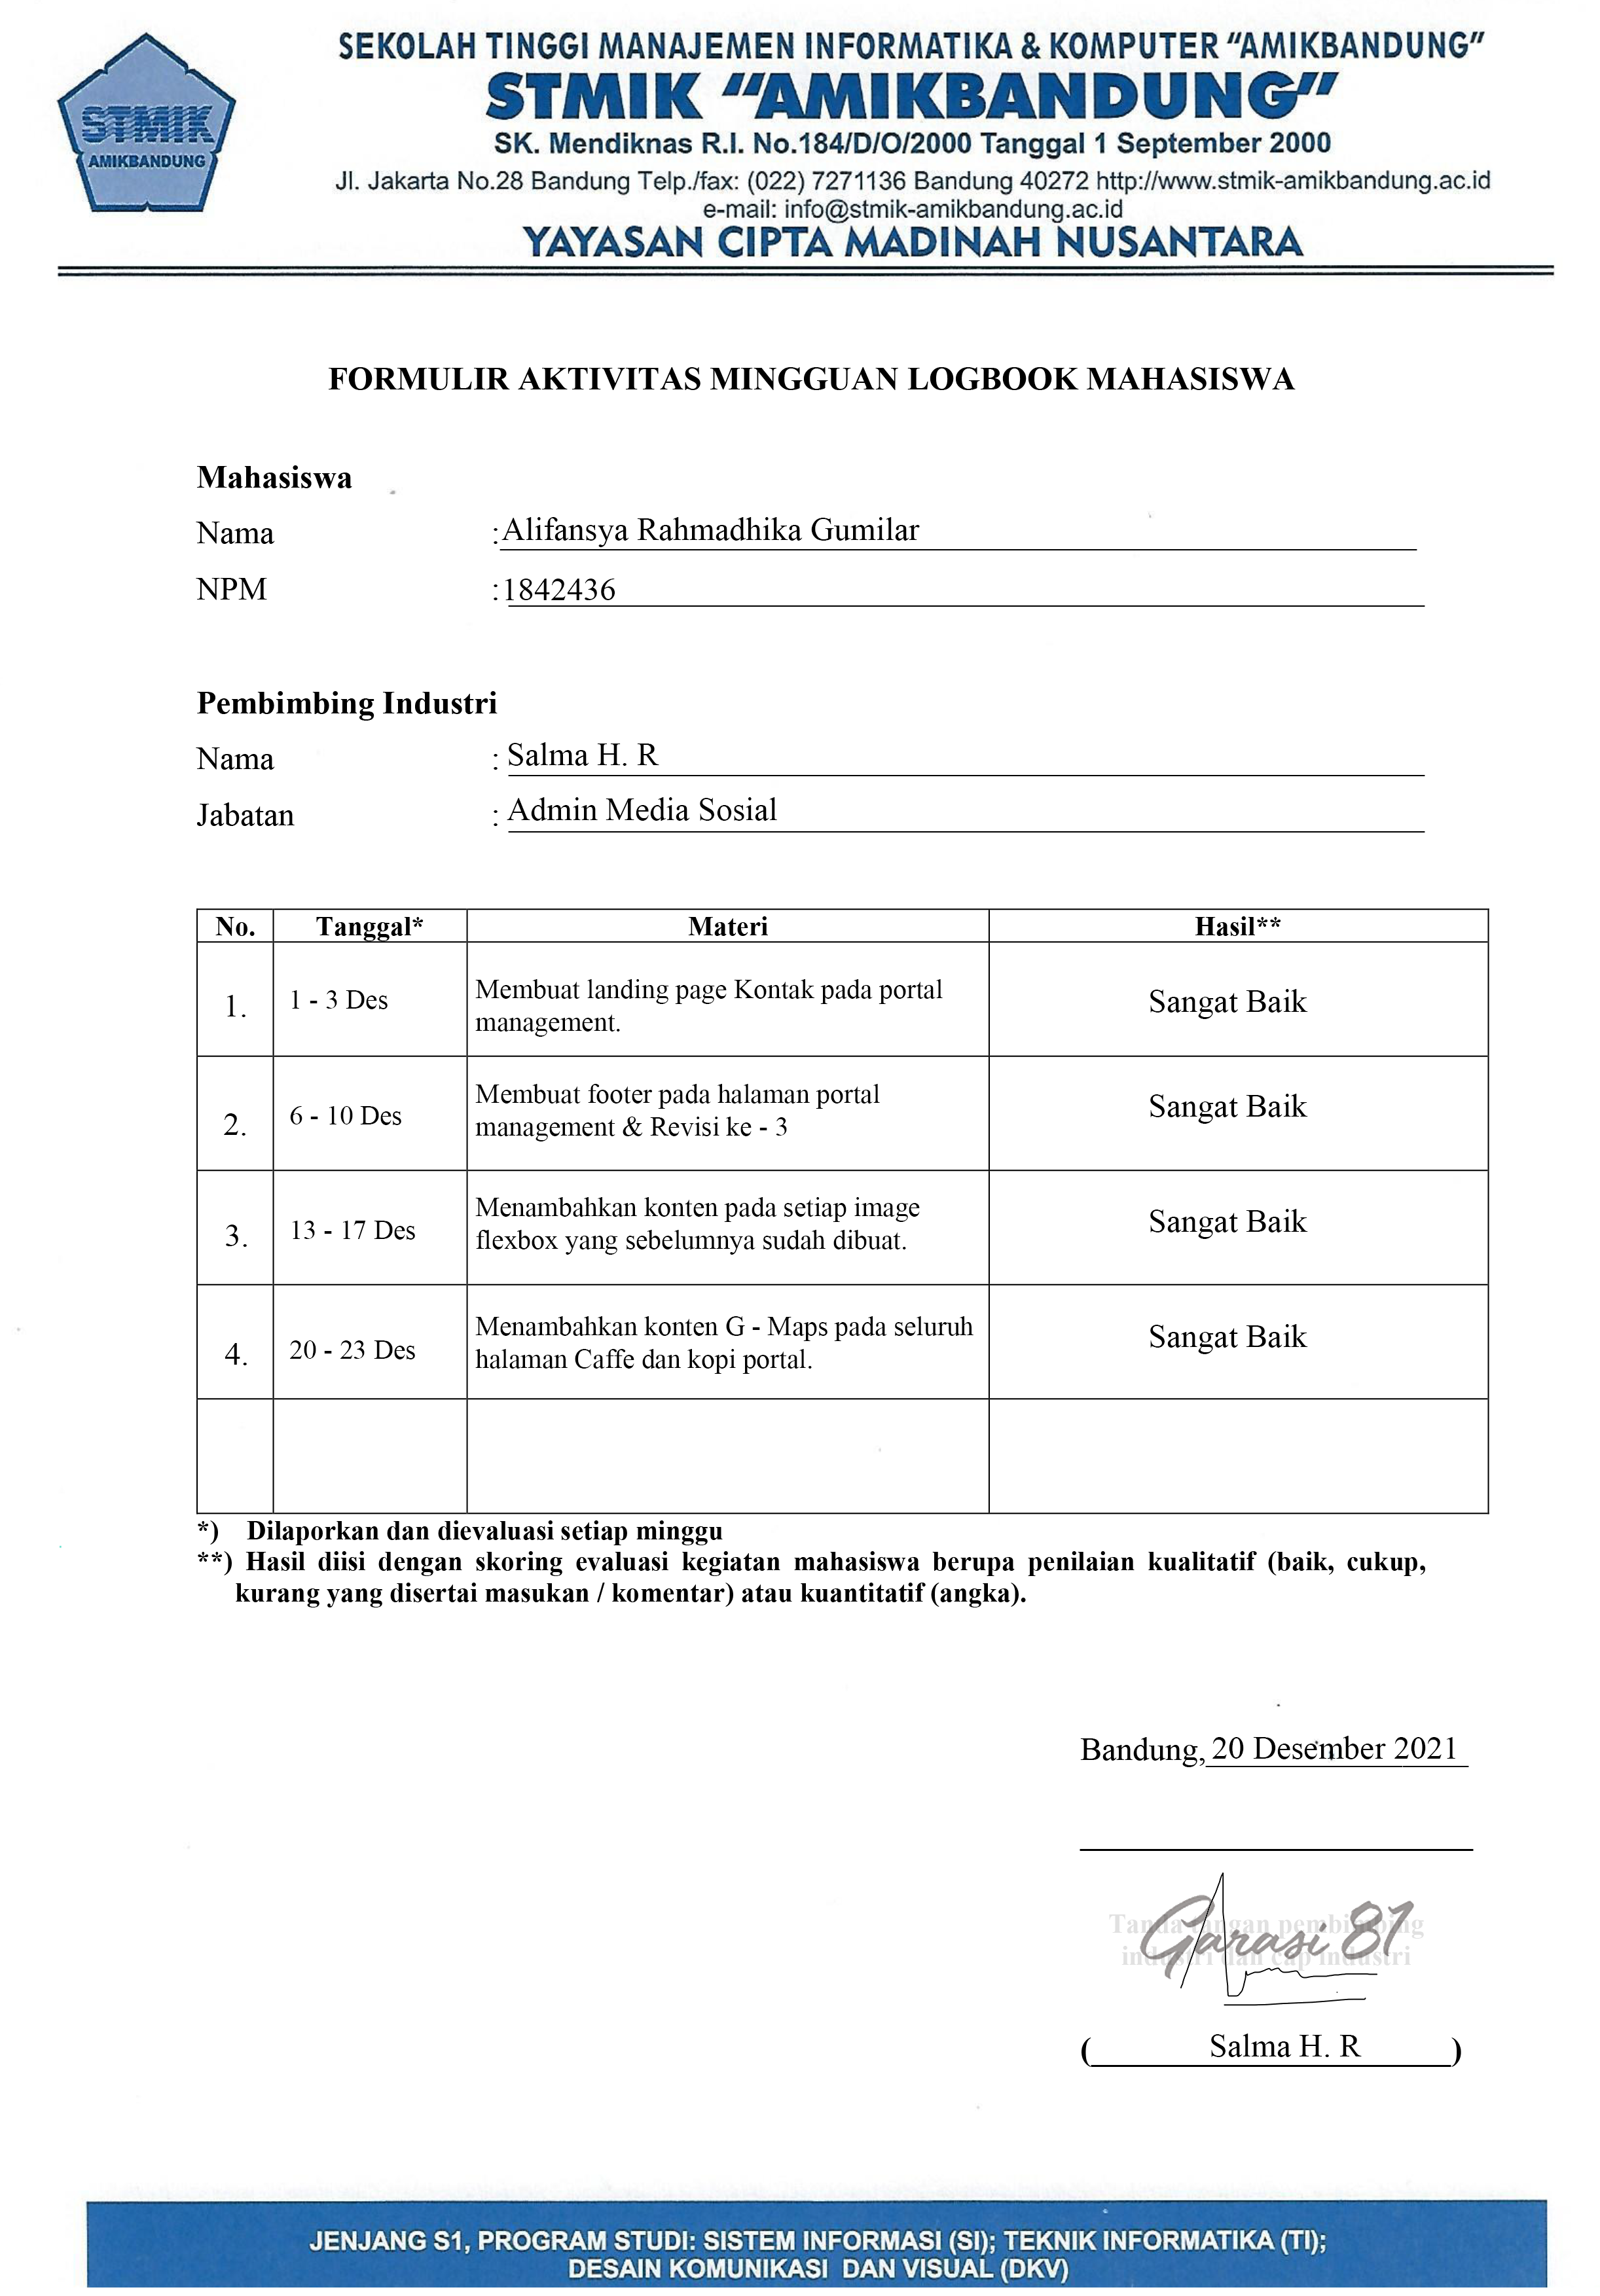 SEKOLAH TINGGI MANAJEMEN INFORMATIKA & KOMPUTER “AMIKBANDUNG”
STMIK “AMIKBANDUNG”
SK. Mendiknas R.I. No.184/D/O/2000 Tanggal 1 September 2000
Jl. Jakarta No.28 Bandung Telp./fax: (022) 7271136 Bandung 40272 http://www.stmik-amikbandung.ac.id
e-mail: info@stmik-amikbandung.ac.id
YAYASAN CIPTA MADINAH NUSANTARA
STMIK
AMIKBANDUNG
FORMULIR AKTIVITAS MINGGUAN LOGBOOK MAHASISWA
Mahasiswa
Nama : Alifansya Rahmadhika Gumilar
NPM : 1842436
Pembimbing Industri
Nama : Salma H. R
Jabatan : Admin Media Sosial
No. Tanggal* Materi Hasil**
1. 1 - 3 Des Membuat landing page Kontak pada portal
management. Sangat Baik
2. 6 - 10 Des Membuat footer pada halaman portal
management & Revisi ke - 3 Sangat Baik
3. 13 - 17 Des Menambahkan konten pada setiap image
flexbox yang sebelumnya sudah dibuat. Sangat Baik
4. 20 - 23 Des Menambahkan konten G - Maps pada seluruh
halaman Caffe dan kopi portal. Sangat Baik
*) Dilaporkan dan dievaluasi setiap minggu
**) Hasil diisi dengan skoring evaluasi kegiatan mahasiswa berupa penilaian kualitatif (baik, cukup,
kurang yang disertai masukan / komentar) atau kuantitatif (angka).
Bandung, 20 Desember 2021
Tanda tangan pembimbing
industri dan cap industri
Garasi 81
( Salma H. R )
JENJANG S1, PROGRAM STUDI: SISTEM INFORMASI (SI); TEKNIK INFORMATIKA (TI);
DESAIN KOMUNIKASI DAN VISUAL (DKV)